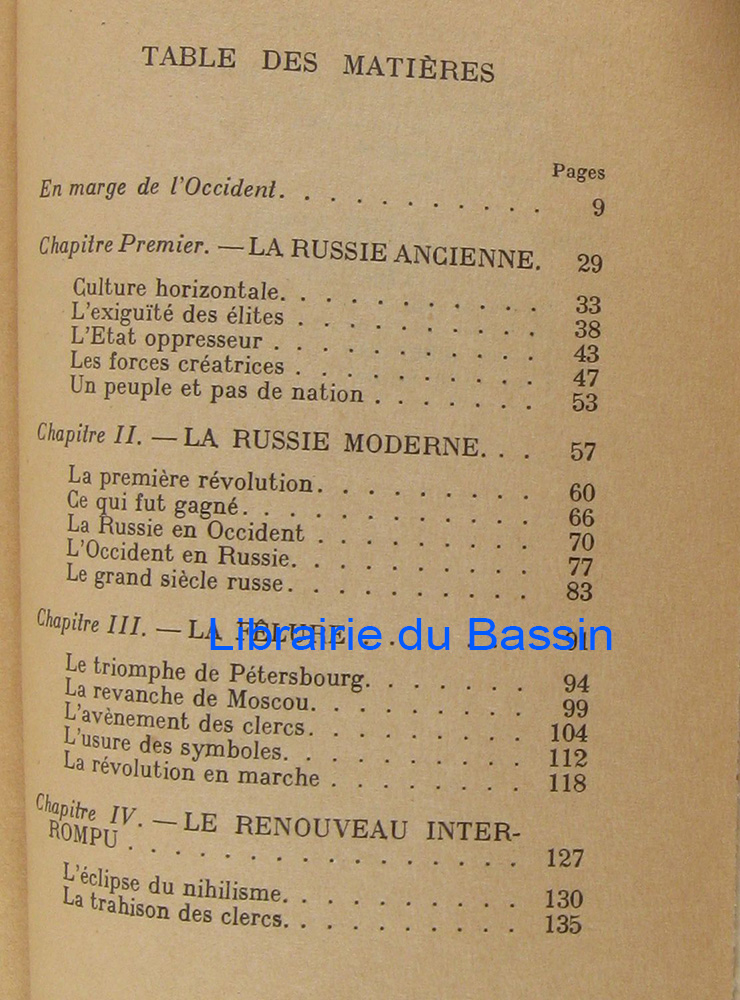 TABLE DES MATIÈRES
Pages
En marge de l'Occident. . . . . . . . . . . . 9
Chapitre Premier. — LA RUSSIE ANCIENNE. 29
Culture horizontale. . . . . . . . . . . 33
L'exiguïté des élites . . . . . . . . . . 38
L'Etat oppresseur . . . . . . . . . . . 43
Les forces créatrices . . . . . . . . . . 47
Un peuple et pas de nation . . . . . . . 53
Chapitre II. — LA RUSSIE MODERNE. . . 57
La première révolution. . . . . . . . . 60
Ce qui fut gagné. . . . . . . . . . . . 66
La Russie en Occident . . . . . . . . . 70
L'Occident en Russie. . . . . . . . . . 77
Le grand siècle russe. . . . . . . . . . 83
Chapitre III. — LA FÊLURE . . . . . . . 91
Librairie du Bassin
Le triomphe de Pétersbourg. . . . . . . 94
La revanche de Moscou. . . . . . . . . 99
L'avènement des clercs. . . . . . . . . 104
L'usure des symboles. . . . . . . . . . 112
La révolution en marche . . . . . . . . 118
Chapitre IV. — LE RENOUVEAU INTER-
ROMPU . . . . . . . . . . . . . . . . . 127
L'éclipse du nihilisme. . . . . . . . . . 130
La trahison des clercs. . . . . . . . . . 135